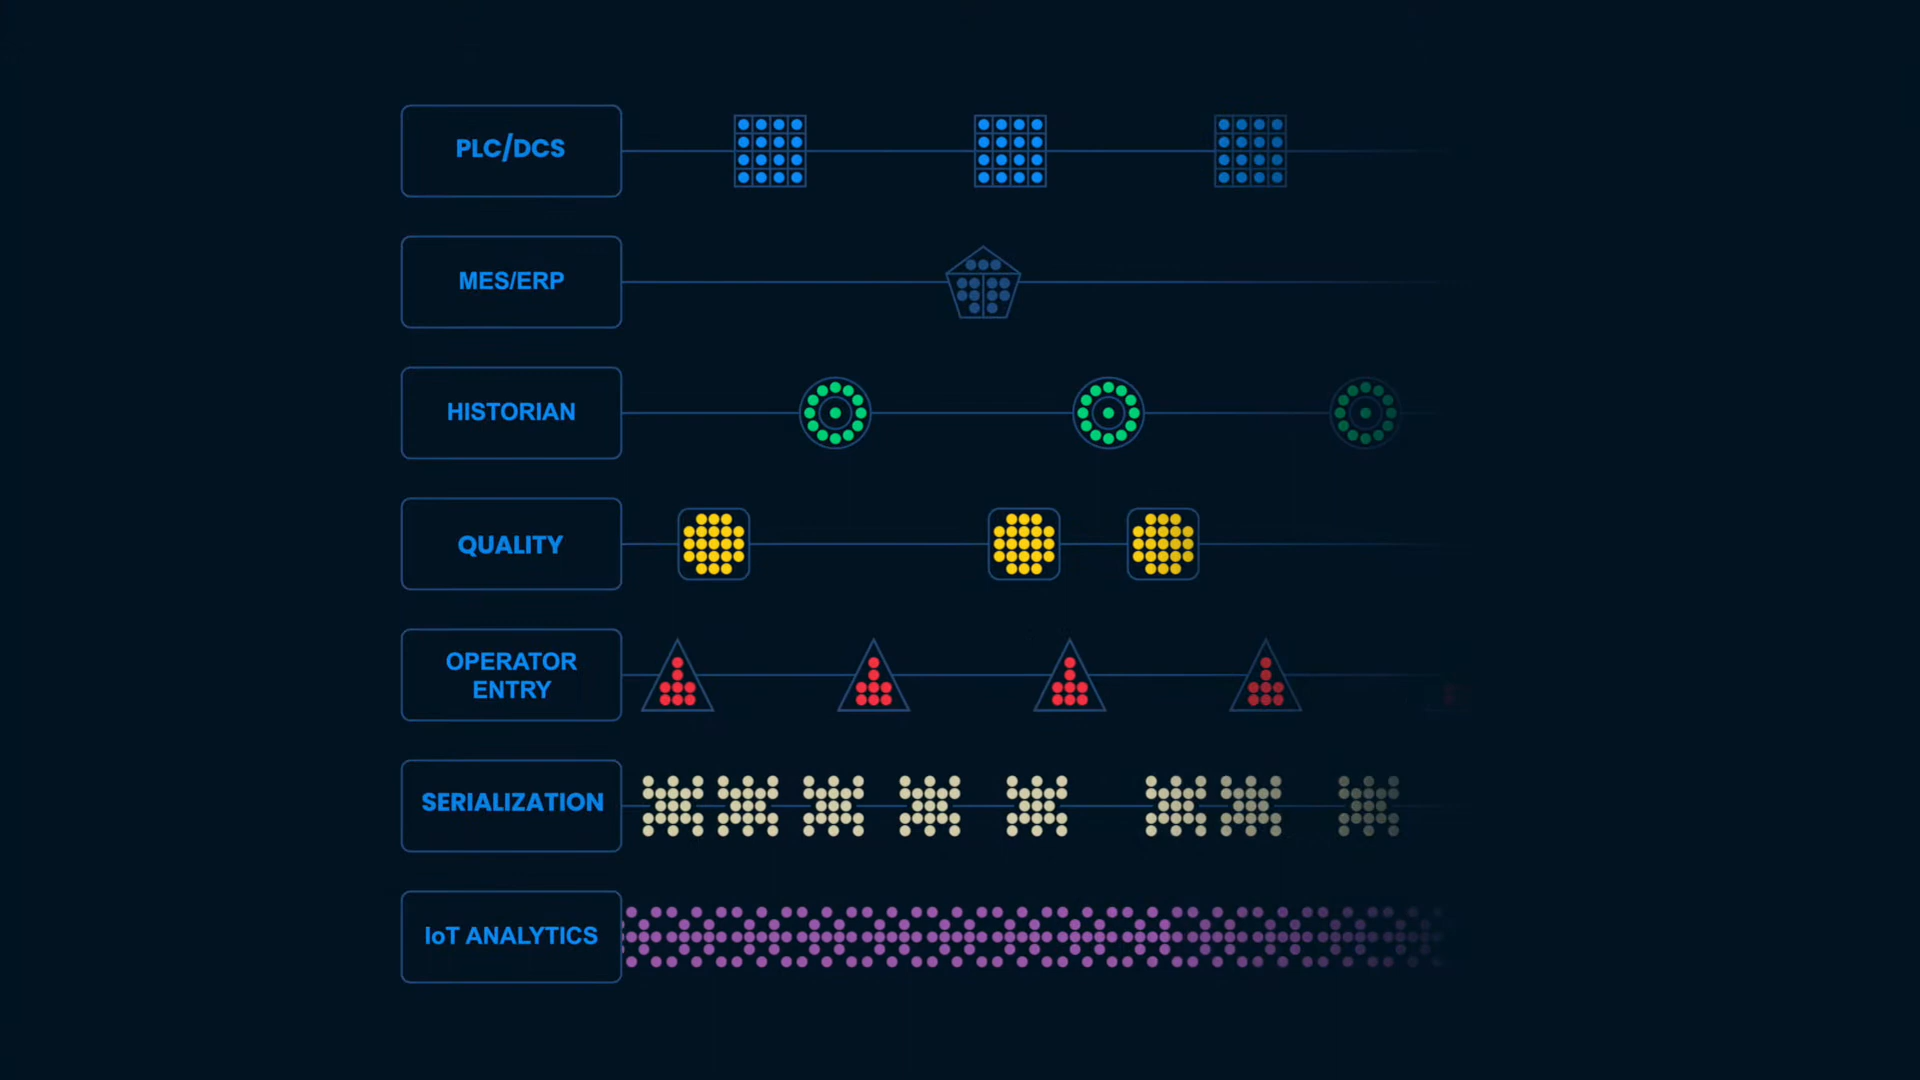 PLC/DCS
MES/ERP
HISTORIAN
QUALITY
OPERATOR
ENTRY
SERIALIZATION
IoT ANALYTICS